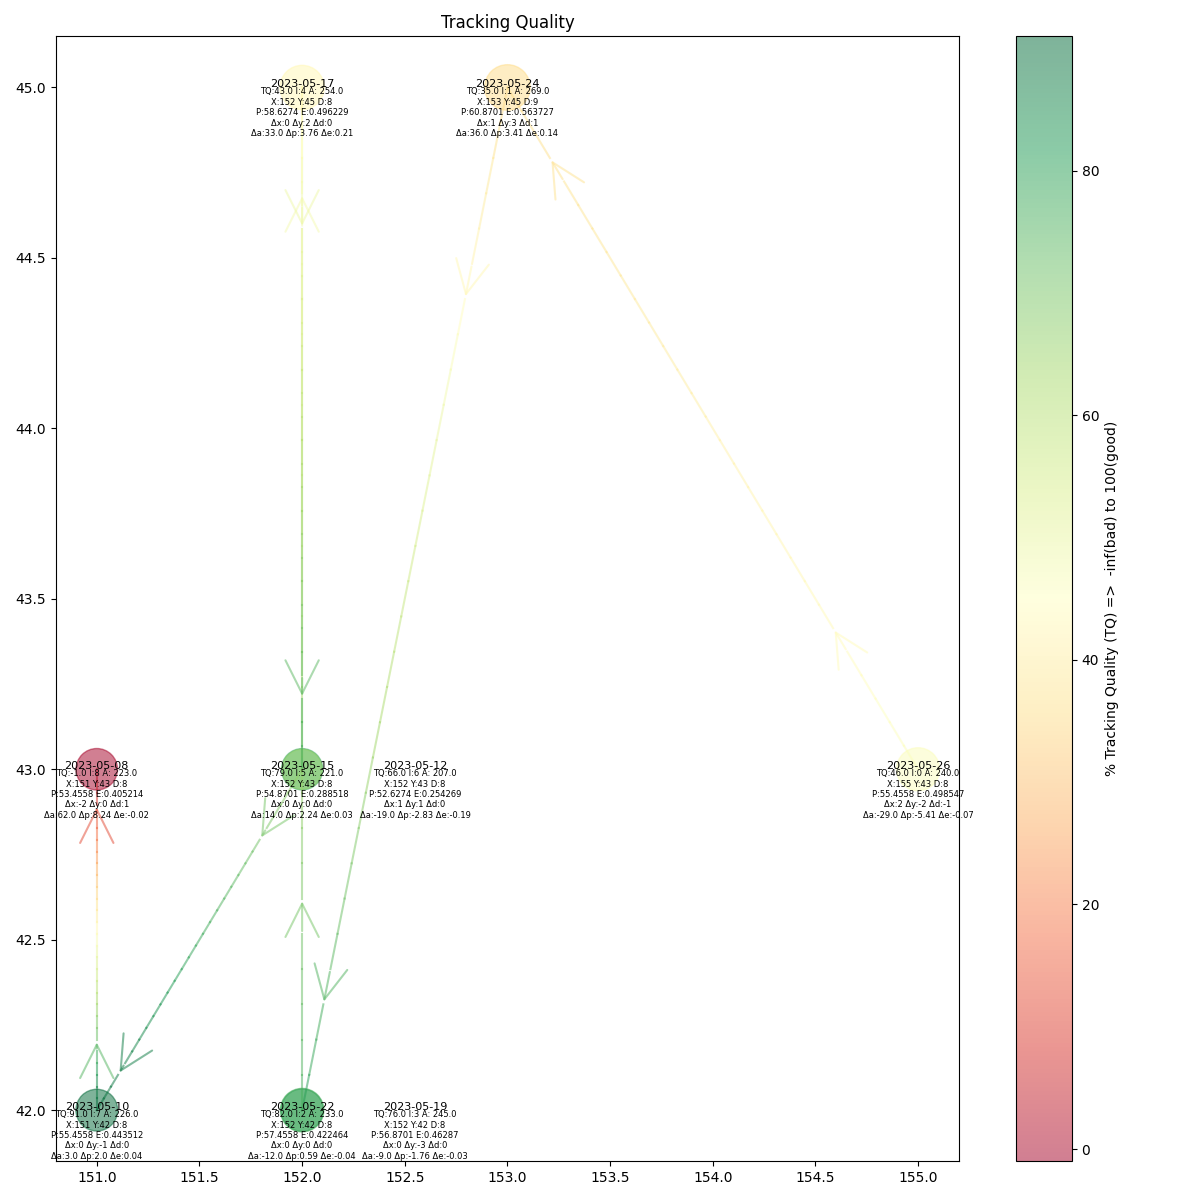 Tracking Quality
45.0
44.5
44.0
43.5
43.0
42.5
42.0
2023-05-17
TQ:43.0 I:4 A: 254.0
X:152 Y:45 D:8
P:58.6274 E:0.496229
Δx:0 Δy:2 Δd:0
Δa:33.0 Δp:3.76 Δe:0.21
2023-05-24
TQ:35.0 I:1 A: 269.0
X:153 Y:45 D:9
P:60.8701 E:0.563727
Δx:1 Δy:3 Δd:1
Δa:36.0 Δp:3.41 Δe:0.14
2023-05-08
TQ:-1.0 I:8 A: 223.0
X:151 Y:43 D:8
P:53.4558 E:0.405214
Δx:-2 Δy:0 Δd:1
Δa:62.0 Δp:8.24 Δe:-0.02
2023-05-15
TQ:79.0 I:5 A: 221.0
X:152 Y:43 D:8
P:54.8701 E:0.288518
Δx:0 Δy:0 Δd:0
Δa:14.0 Δp:2.24 Δe:0.03
2023-05-12
TQ:66.0 I:6 A: 207.0
X:152 Y:43 D:8
P:52.6274 E:0.254269
Δx:1 Δy:1 Δd:0
Δa:-19.0 Δp:-2.83 Δe:-0.19
2023-05-26
TQ:46.0 I:0 A: 240.0
X:155 Y:43 D:8
P:55.4558 E:0.498547
Δx:2 Δy:-2 Δd:-1
Δa:-29.0 Δp:-5.41 Δe:-0.07
2023-05-10
TQ:91.0 I:7 A: 226.0
X:151 Y:42 D:8
P:55.4558 E:0.443512
Δx:0 Δy:-1 Δd:0
Δa:3.0 Δp:2.0 Δe:0.04
2023-05-22
TQ:82.0 I:2 A: 233.0
X:152 Y:42 D:8
P:57.4558 E:0.422464
Δx:0 Δy:0 Δd:0
Δa:-12.0 Δp:0.59 Δe:-0.04
2023-05-19
TQ:76.0 I:3 A: 245.0
X:152 Y:42 D:8
P:56.8701 E:0.46287
Δx:0 Δy:-3 Δd:0
Δa:-9.0 Δp:-1.76 Δe:-0.03
151.0 151.5 152.0 152.5 153.0 153.5 154.0 154.5 155.0
80
60
40
20
0
% Tracking Quality (TQ) => -inf(bad) to 100(good)